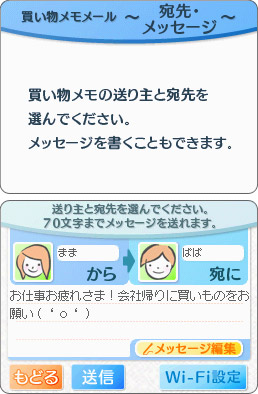 買い物メモメール ～ 宛先・メッセージ ～
買い物メモの送り主と宛先を
選んでください。
メッセージを書くこともできます。
送り主と宛先を選んでください。
70文字までメッセージを送れます。
まま から
ぱぱ 宛に
お仕事お疲れさま！会社帰りに買いものをお
願い（ ‘ o ‘ ）
メッセージ編集
もどる 送信 Wi-Fi設定